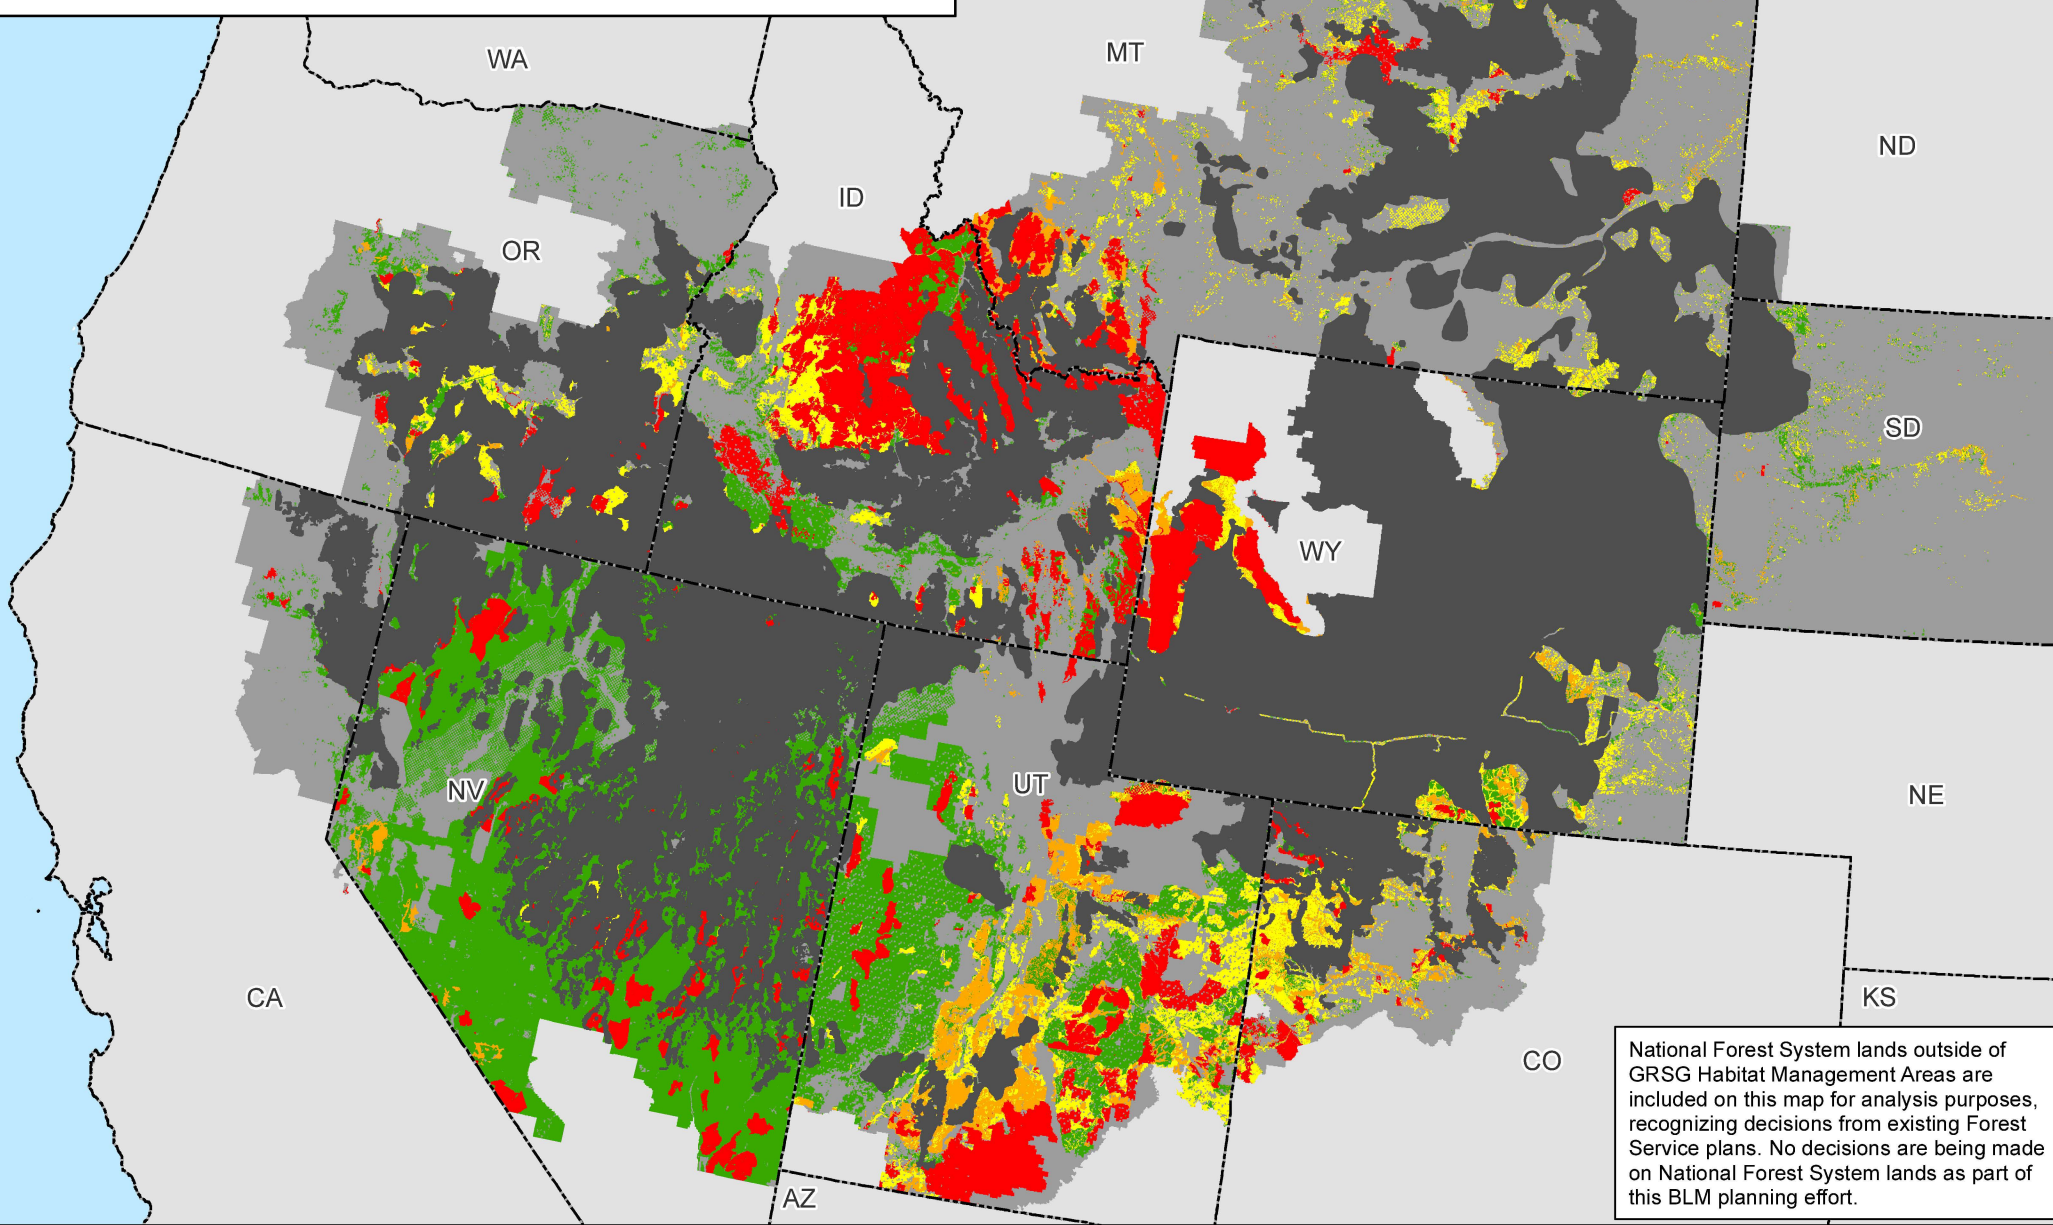 WA
MT
ND
ID
OR
SD
WY
NV
UT
NE
CA
KS
CO
AZ
National Forest System lands outside of
GRSG Habitat Management Areas are
included on this map for analysis purposes,
recognizing decisions from existing Forest
Service plans. No decisions are being made
on National Forest System lands as part of
this BLM planning effort.